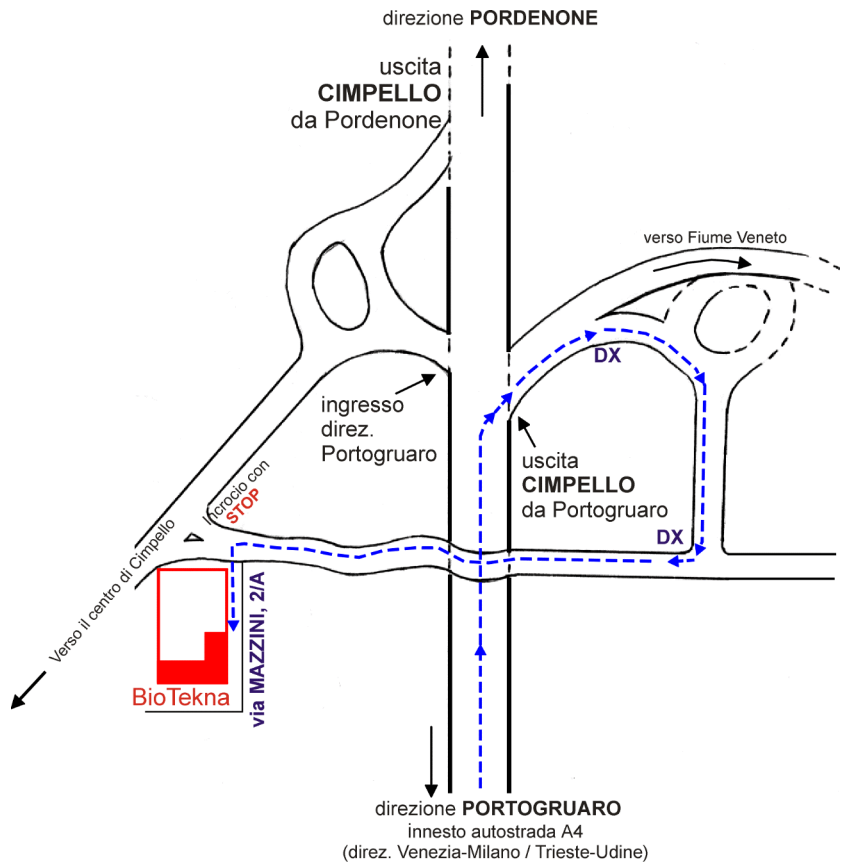 direzione PORDENONE
uscita
CIMPELLO
da Pordenone
verso Fiume Veneto
DX
ingresso
direz.
Portogruaro
uscita
CIMPELLO
da Portogruaro
Incrocio con
STOP
DX
Verso il centro di Cimpello
via MAZZINI, 2/A
BioTekna
direzione PORTOGRUARO
innesto autostrada A4
(direz. Venezia-Milano / Trieste-Udine)